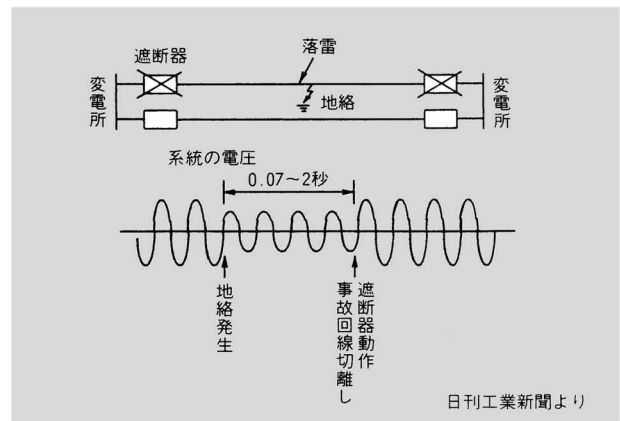 落雷
遮断器
変電所
地絡
変電所
系統の電圧
0.07～2秒
地絡発生
遮断器動作
事故回線切離し
日刊工業新聞より